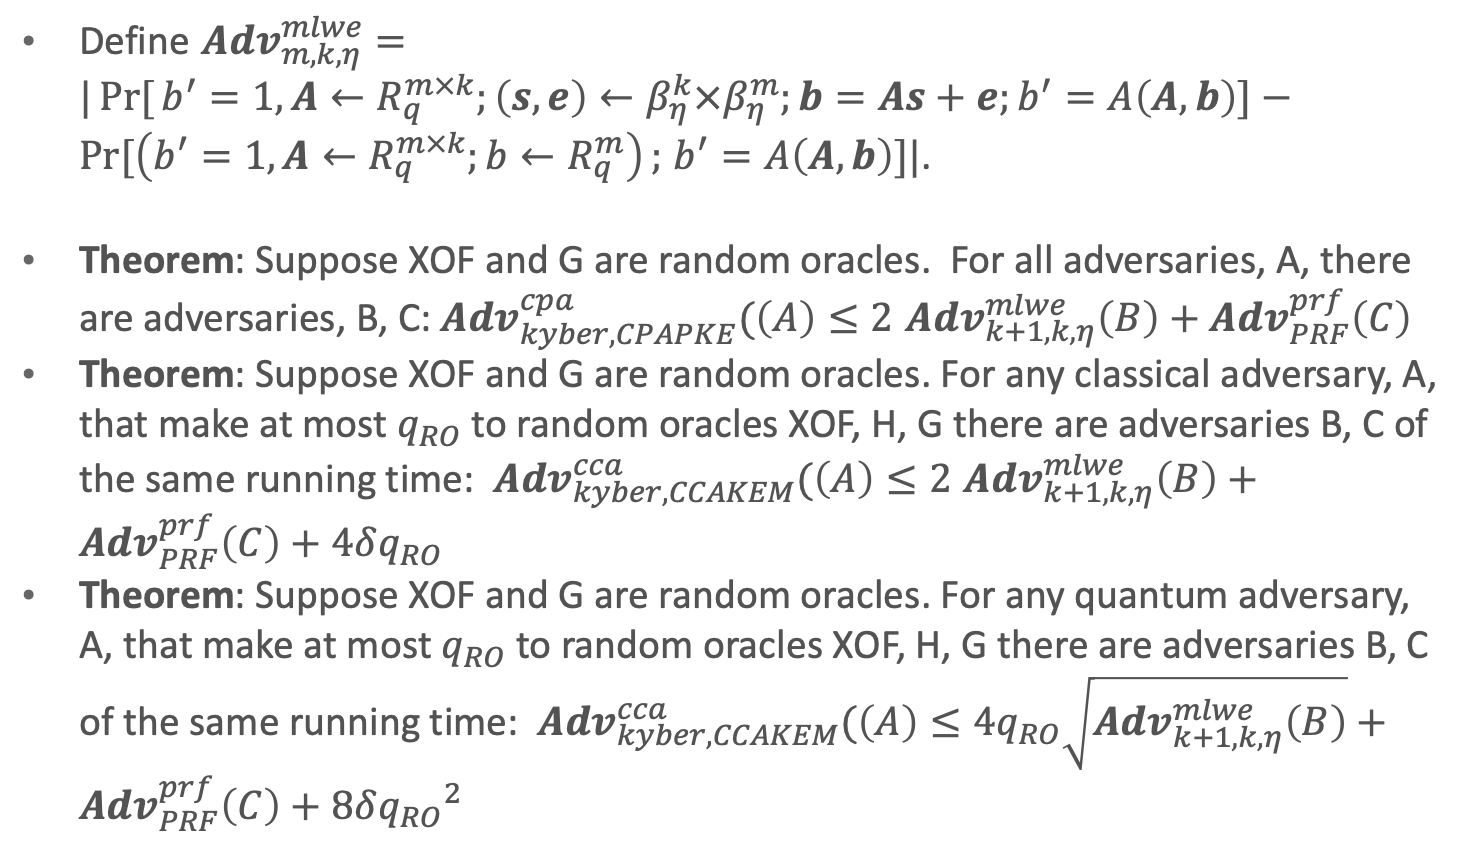 • Define 𝑨𝒅𝒗^{mlwe}_{m,k,η} =
| Pr[ b′ = 1, 𝑨 ← R_q^{m×k}; (𝒔, 𝒆) ← β_η^k×β_η^m; 𝒃 = 𝑨𝒔 + 𝒆; b′ = A(𝑨, 𝒃)] −
Pr[(b′ = 1, 𝑨 ← R_q^{m×k}; b ← R_q^m) ; b′ = A(𝑨, 𝒃)]|.
• Theorem: Suppose XOF and G are random oracles. For all adversaries, A, there
are adversaries, B, C: 𝑨𝒅𝒗^{cpa}_{kyber,CPAPKE}((A) ≤ 2 𝑨𝒅𝒗^{mlwe}_{k+1,k,η}(B) + 𝑨𝒅𝒗^{prf}_{PRF}(C)
• Theorem: Suppose XOF and G are random oracles. For any classical adversary, A,
that make at most q_{RO} to random oracles XOF, H, G there are adversaries B, C of
the same running time: 𝑨𝒅𝒗^{cca}_{kyber,CCAKEM}((A) ≤ 2 𝑨𝒅𝒗^{mlwe}_{k+1,k,η}(B) +
𝑨𝒅𝒗^{prf}_{PRF}(C) + 4δq_{RO}
• Theorem: Suppose XOF and G are random oracles. For any quantum adversary,
A, that make at most q_{RO} to random oracles XOF, H, G there are adversaries B, C
of the same running time: 𝑨𝒅𝒗^{cca}_{kyber,CCAKEM}((A) ≤ 4q_{RO}√(𝑨𝒅𝒗^{mlwe}_{k+1,k,η}(B)) +
𝑨𝒅𝒗^{prf}_{PRF}(C) + 8δq_{RO}^2